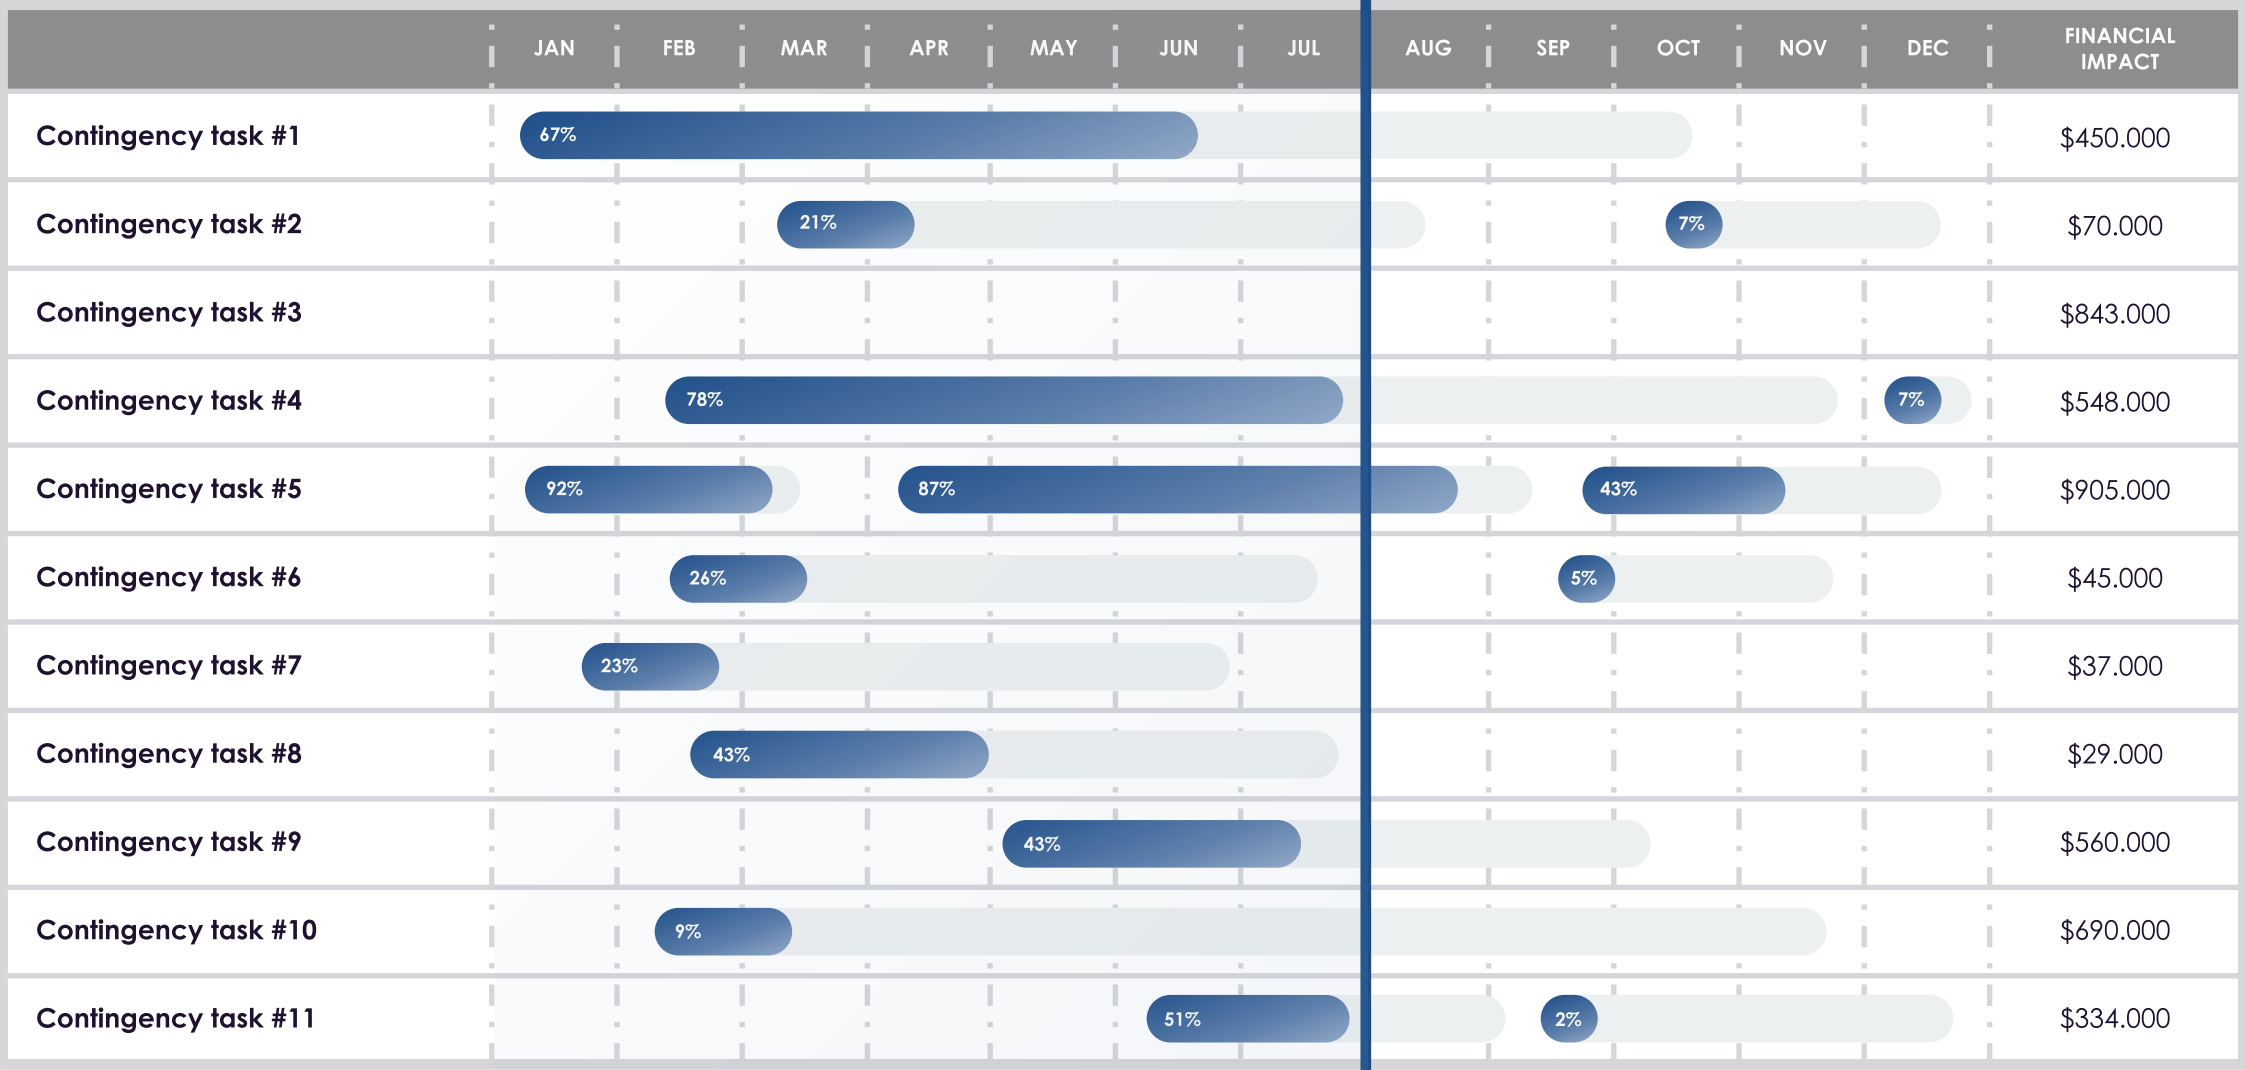 JAN FEB MAR APR MAY JUN JUL AUG SEP OCT NOV DEC FINANCIAL
IMPACT
Contingency task #1 67% $450.000
Contingency task #2 21% 7% $70.000
Contingency task #3 $843.000
Contingency task #4 78% 7% $548.000
Contingency task #5 92% 87% 43% $905.000
Contingency task #6 26% 5% $45.000
Contingency task #7 23% $37.000
Contingency task #8 43% $29.000
Contingency task #9 43% $560.000
Contingency task #10 9% $690.000
Contingency task #11 51% 2% $334.000